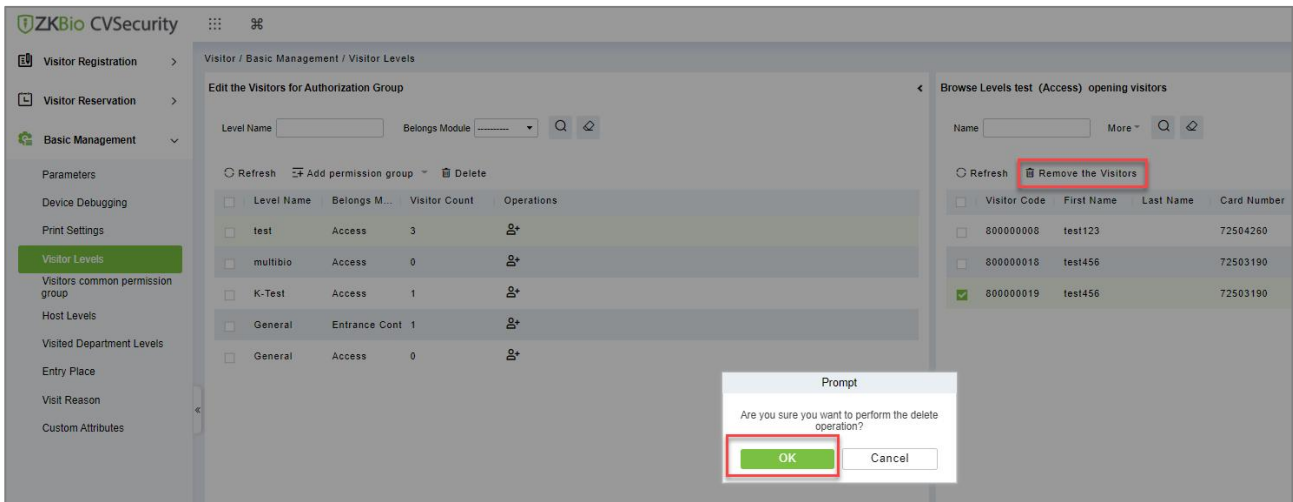 ZKBio CVSecurity
Visitor Registration
Visitor Reservation
Basic Management
Parameters
Device Debugging
Print Settings
Visitor Levels
Visitors common permission
group
Host Levels
Visited Department Levels
Entry Place
Visit Reason
Custom Attributes
Visitor / Basic Management / Visitor Levels
Edit the Visitors for Authorization Group
Level Name Belongs Module ----------
Refresh Add permission group Delete
Level Name Belongs M... Visitor Count Operations
test Access 3
multibio Access 0
K-Test Access 1
General Entrance Cont 1
General Access 0
Browse Levels test (Access) opening visitors
Name More
Refresh Remove the Visitors
Visitor Code First Name Last Name Card Number
800000008 test123 72504260
800000018 test456 72503190
800000019 test456 72503190
Prompt
Are you sure you want to perform the delete
operation?
OK Cancel